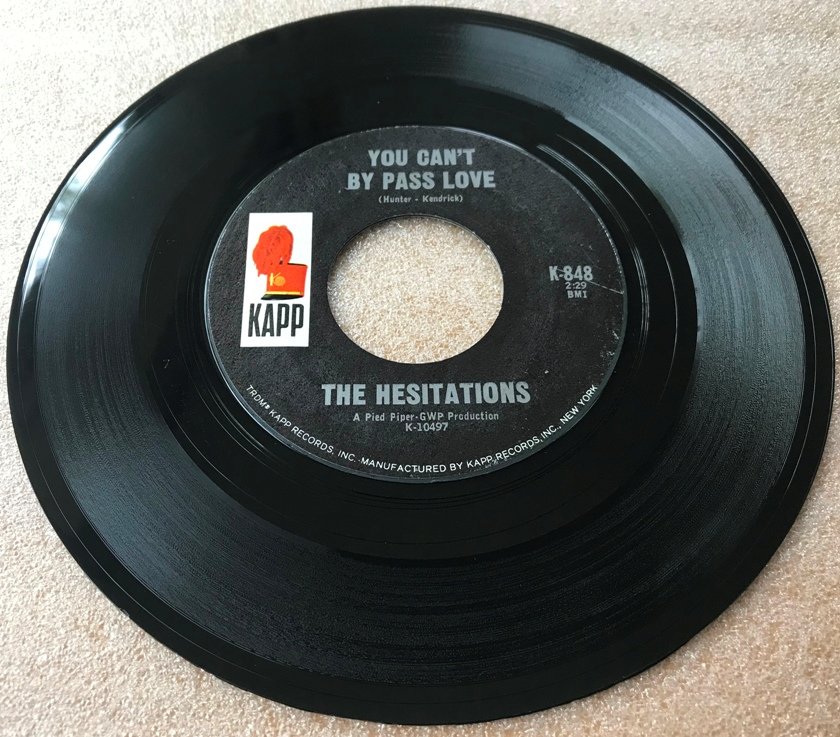 YOU CAN'T
BY PASS LOVE
(Hunter - Kendrick)
KAPP
K-848
2:29
BMI
THE HESITATIONS
A Pied Piper-GWP Production
K-10497
TRDMK KAPP RECORDS, INC. · MANUFACTURED BY KAPP RECORDS, INC., NEW YORK